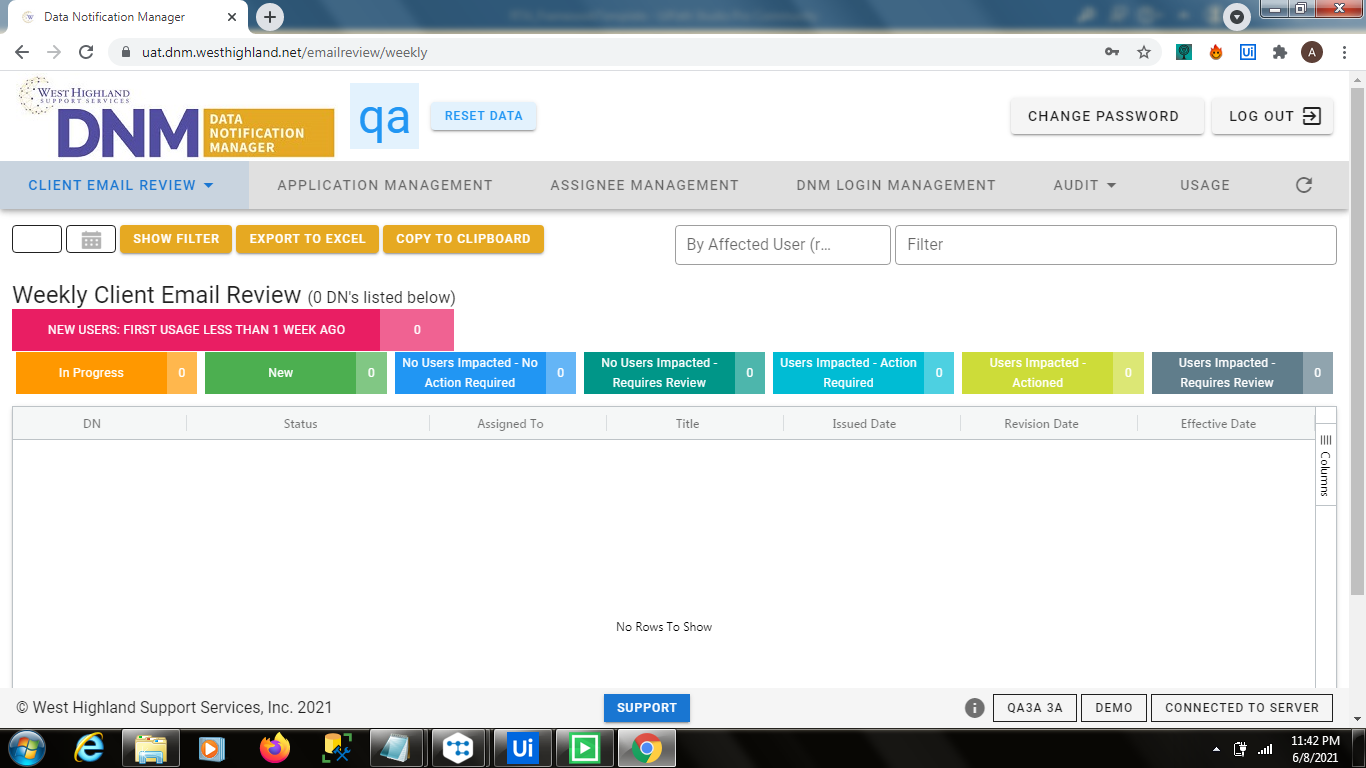 Data Notification Manager
uat.dnm.westhighland.net/emailreview/weekly
A
WEST HIGHLAND
SUPPORT SERVICES
DNM
DATA
NOTIFICATION
MANAGER
qa
RESET DATA
CHANGE PASSWORD
LOG OUT
CLIENT EMAIL REVIEW
APPLICATION MANAGEMENT
ASSIGNEE MANAGEMENT
DNM LOGIN MANAGEMENT
AUDIT
USAGE
SHOW FILTER
EXPORT TO EXCEL
COPY TO CLIPBOARD
By Affected User (r...
Filter
Weekly Client Email Review (0 DN's listed below)
NEW USERS: FIRST USAGE LESS THAN 1 WEEK AGO 0
In Progress 0
New 0
No Users Impacted - No
Action Required 0
No Users Impacted -
Requires Review 0
Users Impacted - Action
Required 0
Users Impacted -
Actioned 0
Users Impacted -
Requires Review 0
DN Status Assigned To Title Issued Date Revision Date Effective Date
Columns
No Rows To Show
© West Highland Support Services, Inc. 2021
SUPPORT
QA3A 3A
DEMO
CONNECTED TO SERVER
Ui
11:42 PM
6/8/2021